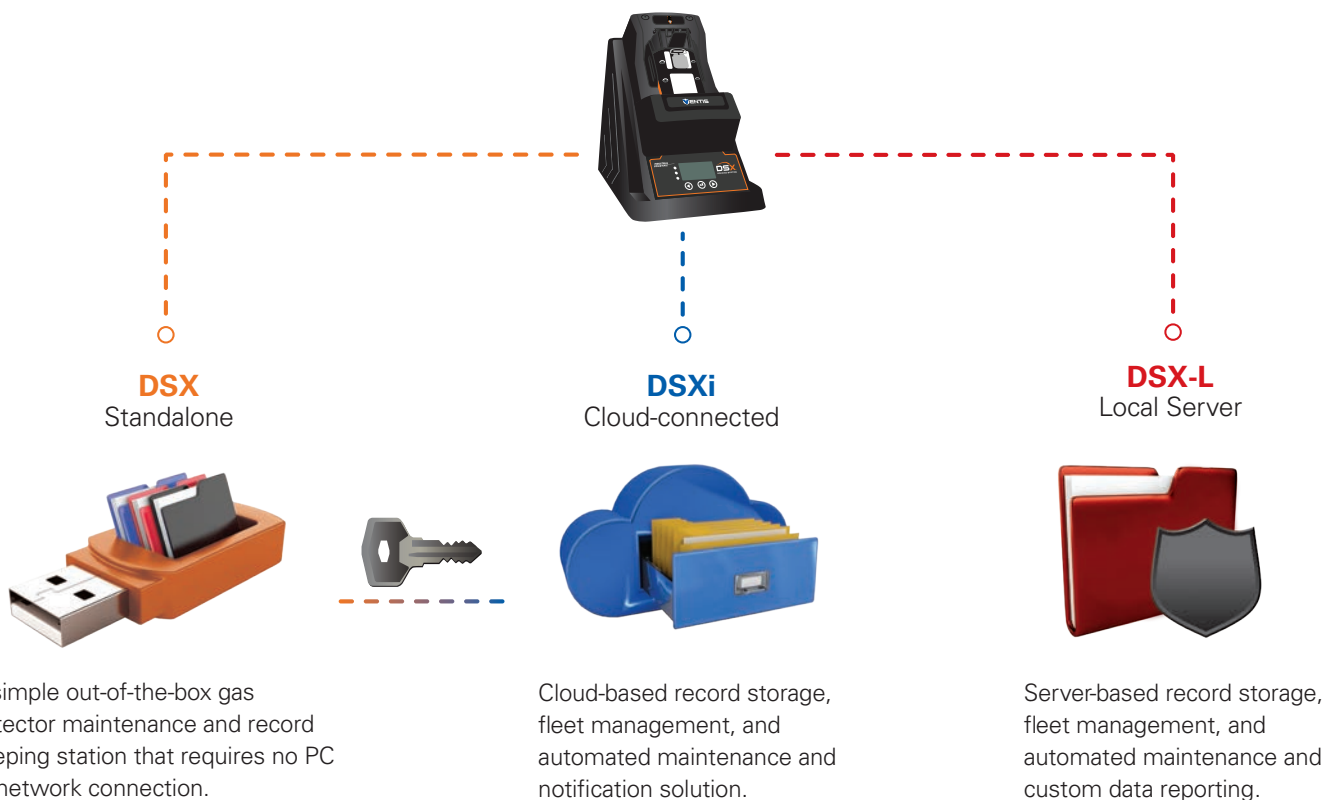 VENTIS
DSX
DSX
Standalone
DSXi
Cloud-connected
DSX-L
Local Server
simple out-of-the-box gas
tector maintenance and record
eping station that requires no PC
network connection.
Cloud-based record storage,
fleet management, and
automated maintenance and
notification solution.
Server-based record storage,
fleet management, and
automated maintenance and
custom data reporting.